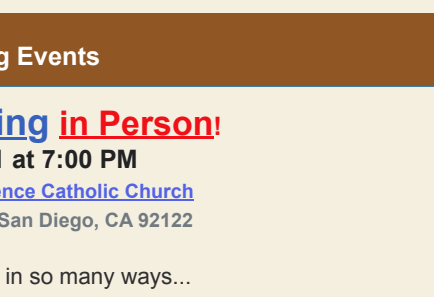 g Events
ing in Person!
at 7:00 PM
ence Catholic Church
San Diego, CA 92122
in so many ways...